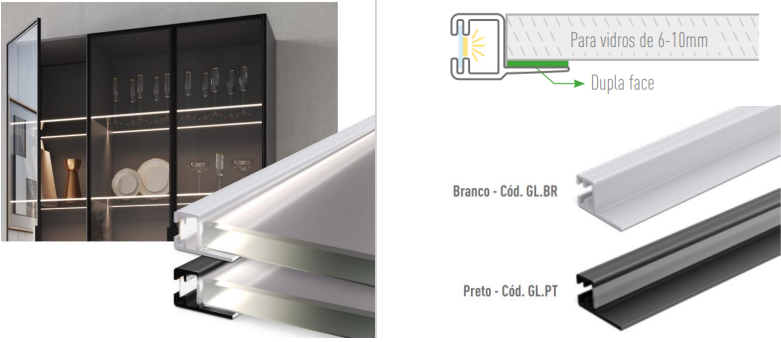 Para vidros de 6-10mm
Dupla face
Branco - Cód. GL.BR
Preto - Cód. GL.PT